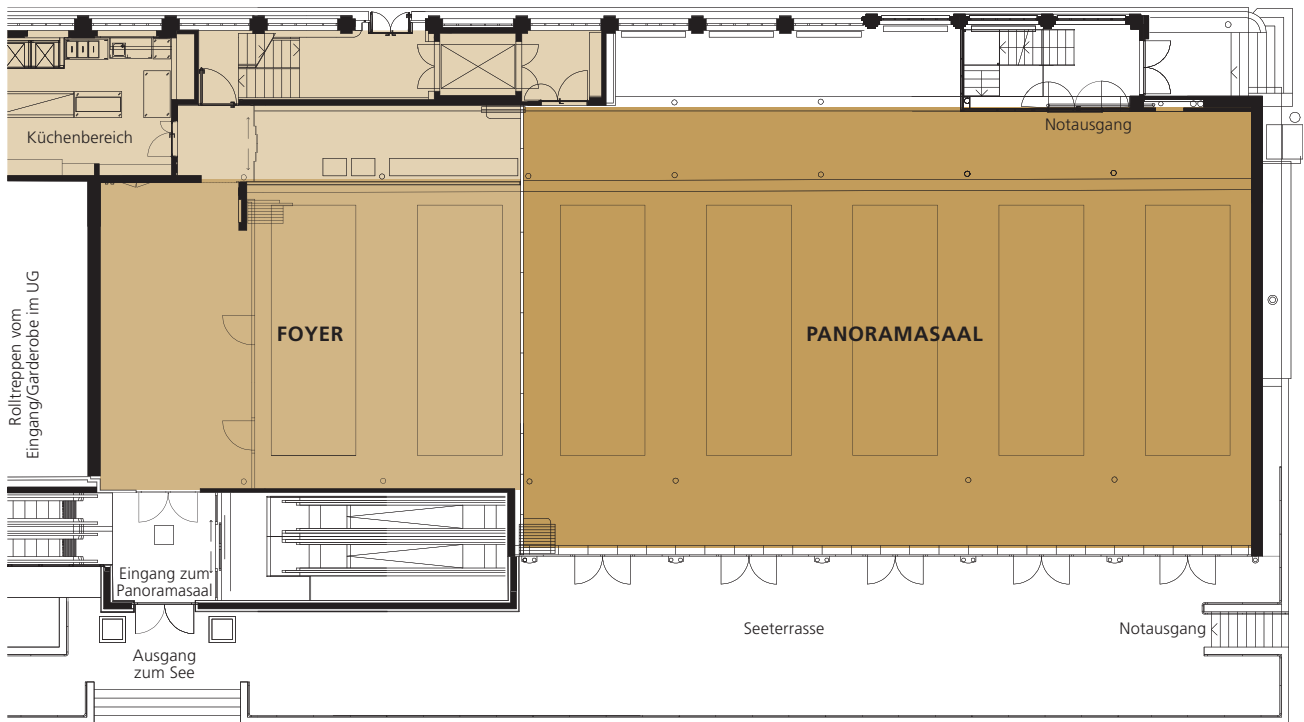 Küchenbereich
Notausgang
Rolltreppen vom
Eingang/Garderobe im UG
FOYER
PANORAMASAAL
Eingang zum
Panoramasaal
Seeterrasse
Notausgang
Ausgang
zum See